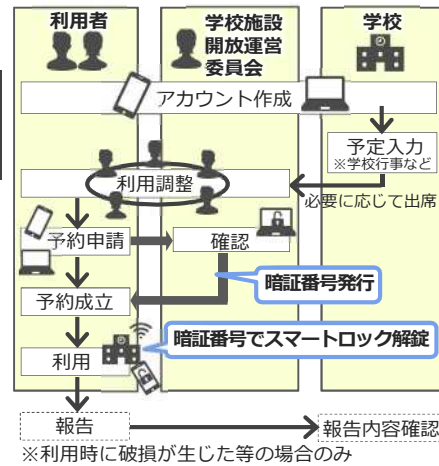 利用者
学校施設
開放運営
委員会
学校
アカウント作成
予定入力
※学校行事など
利用調整
必要に応じて出席
予約申請
確認
暗証番号発行
予約成立
暗証番号でスマートロック解錠
利用
報告
報告内容確認
※利用時に破損が生じた等の場合のみ